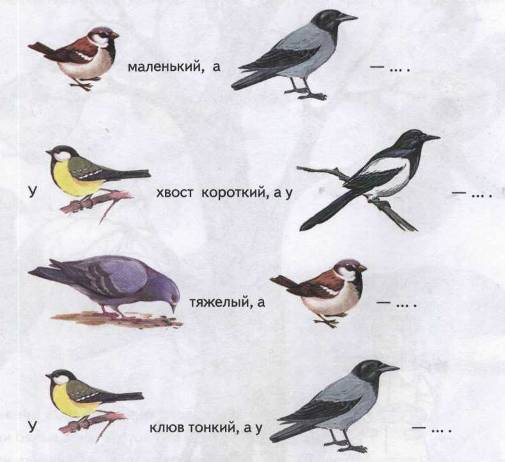 маленький, а — ... .
У хвост короткий, а у — ... .
тяжелый, а — ... .
У клюв тонкий, а у — ... .